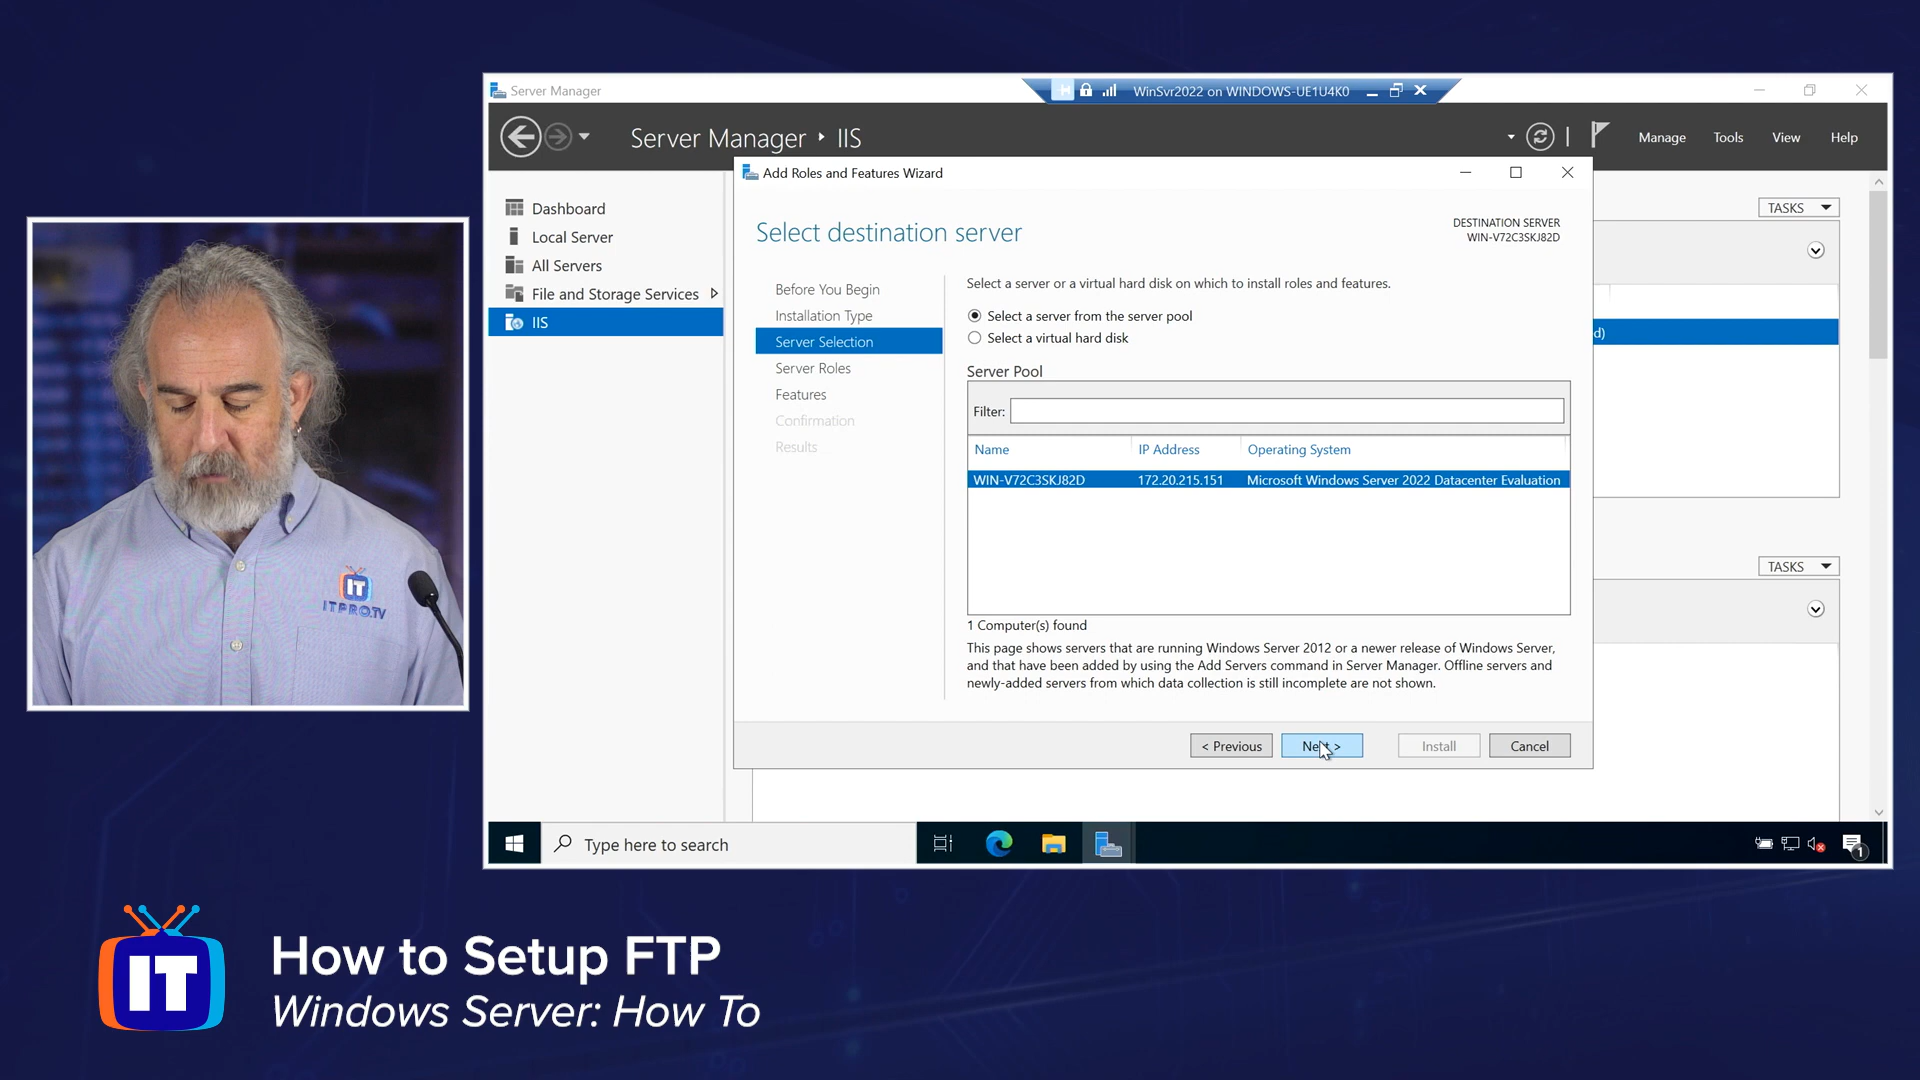 Server Manager
WinSvr2022 on WINDOWS-UE1U4K0
Server Manager ‣ IIS
Manage
Tools
View
Help
Dashboard
Local Server
All Servers
File and Storage Services
IIS
TASKS
d)
TASKS
Add Roles and Features Wizard
Select destination server
DESTINATION SERVER
WIN-V72C3SKJ82D
Before You Begin
Installation Type
Server Selection
Server Roles
Features
Confirmation
Results
Select a server or a virtual hard disk on which to install roles and features.
Select a server from the server pool
Select a virtual hard disk
Server Pool
Filter:
Name IP Address Operating System
WIN-V72C3SKJ82D 172.20.215.151 Microsoft Windows Server 2022 Datacenter Evaluation
1 Computer(s) found
This page shows servers that are running Windows Server 2012 or a newer release of Windows Server,
and that have been added by using the Add Servers command in Server Manager. Offline servers and
newly-added servers from which data collection is still incomplete are not shown.
< Previous
Next >
Install
Cancel
Type here to search
1
IT
ITPRO.TV
IT
How to Setup FTP
Windows Server: How To